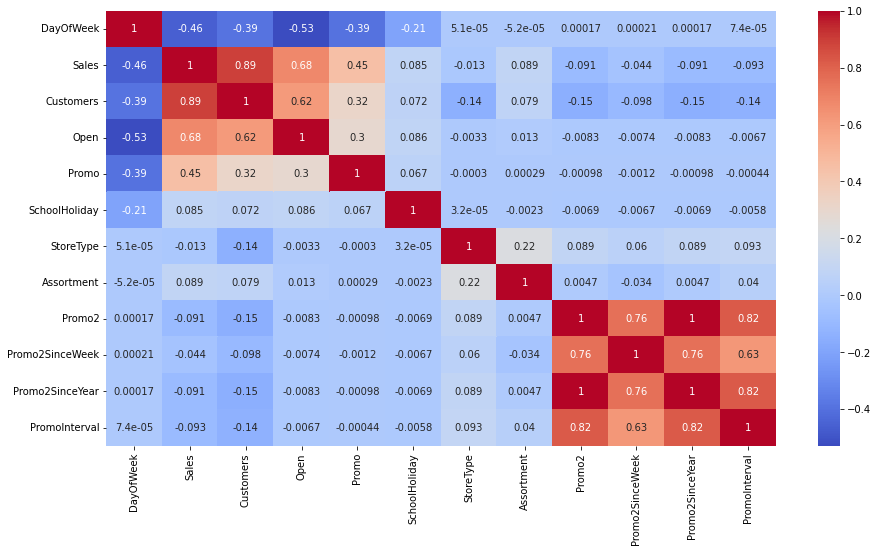 DayOfWeek 1 -0.46 -0.39 -0.53 -0.39 -0.21 5.1e-05 -5.2e-05 0.00017 0.00021 0.00017 7.4e-05
Sales -0.46 1 0.89 0.68 0.45 0.085 -0.013 0.089 -0.091 -0.044 -0.091 -0.093
Customers -0.39 0.89 1 0.62 0.32 0.072 -0.14 0.079 -0.15 -0.098 -0.15 -0.14
Open -0.53 0.68 0.62 1 0.3 0.086 -0.0033 0.013 -0.0083 -0.0074 -0.0083 -0.0067
Promo -0.39 0.45 0.32 0.3 1 0.067 -0.0003 0.00029 -0.00098 -0.0012 -0.00098 -0.00044
SchoolHoliday -0.21 0.085 0.072 0.086 0.067 1 3.2e-05 -0.0023 -0.0069 -0.0067 -0.0069 -0.0058
StoreType 5.1e-05 -0.013 -0.14 -0.0033 -0.0003 3.2e-05 1 0.22 0.089 0.06 0.089 0.093
Assortment -5.2e-05 0.089 0.079 0.013 0.00029 -0.0023 0.22 1 0.0047 -0.034 0.0047 0.04
Promo2 0.00017 -0.091 -0.15 -0.0083 -0.00098 -0.0069 0.089 0.0047 1 0.76 1 0.82
Promo2SinceWeek 0.00021 -0.044 -0.098 -0.0074 -0.0012 -0.0067 0.06 -0.034 0.76 1 0.76 0.63
Promo2SinceYear 0.00017 -0.091 -0.15 -0.0083 -0.00098 -0.0069 0.089 0.0047 1 0.76 1 0.82
PromoInterval 7.4e-05 -0.093 -0.14 -0.0067 -0.00044 -0.0058 0.093 0.04 0.82 0.63 0.82 1
DayOfWeek
Sales
Customers
Open
Promo
SchoolHoliday
StoreType
Assortment
Promo2
Promo2SinceWeek
Promo2SinceYear
PromoInterval
1.0
0.8
0.6
0.4
0.2
0.0
−0.2
−0.4